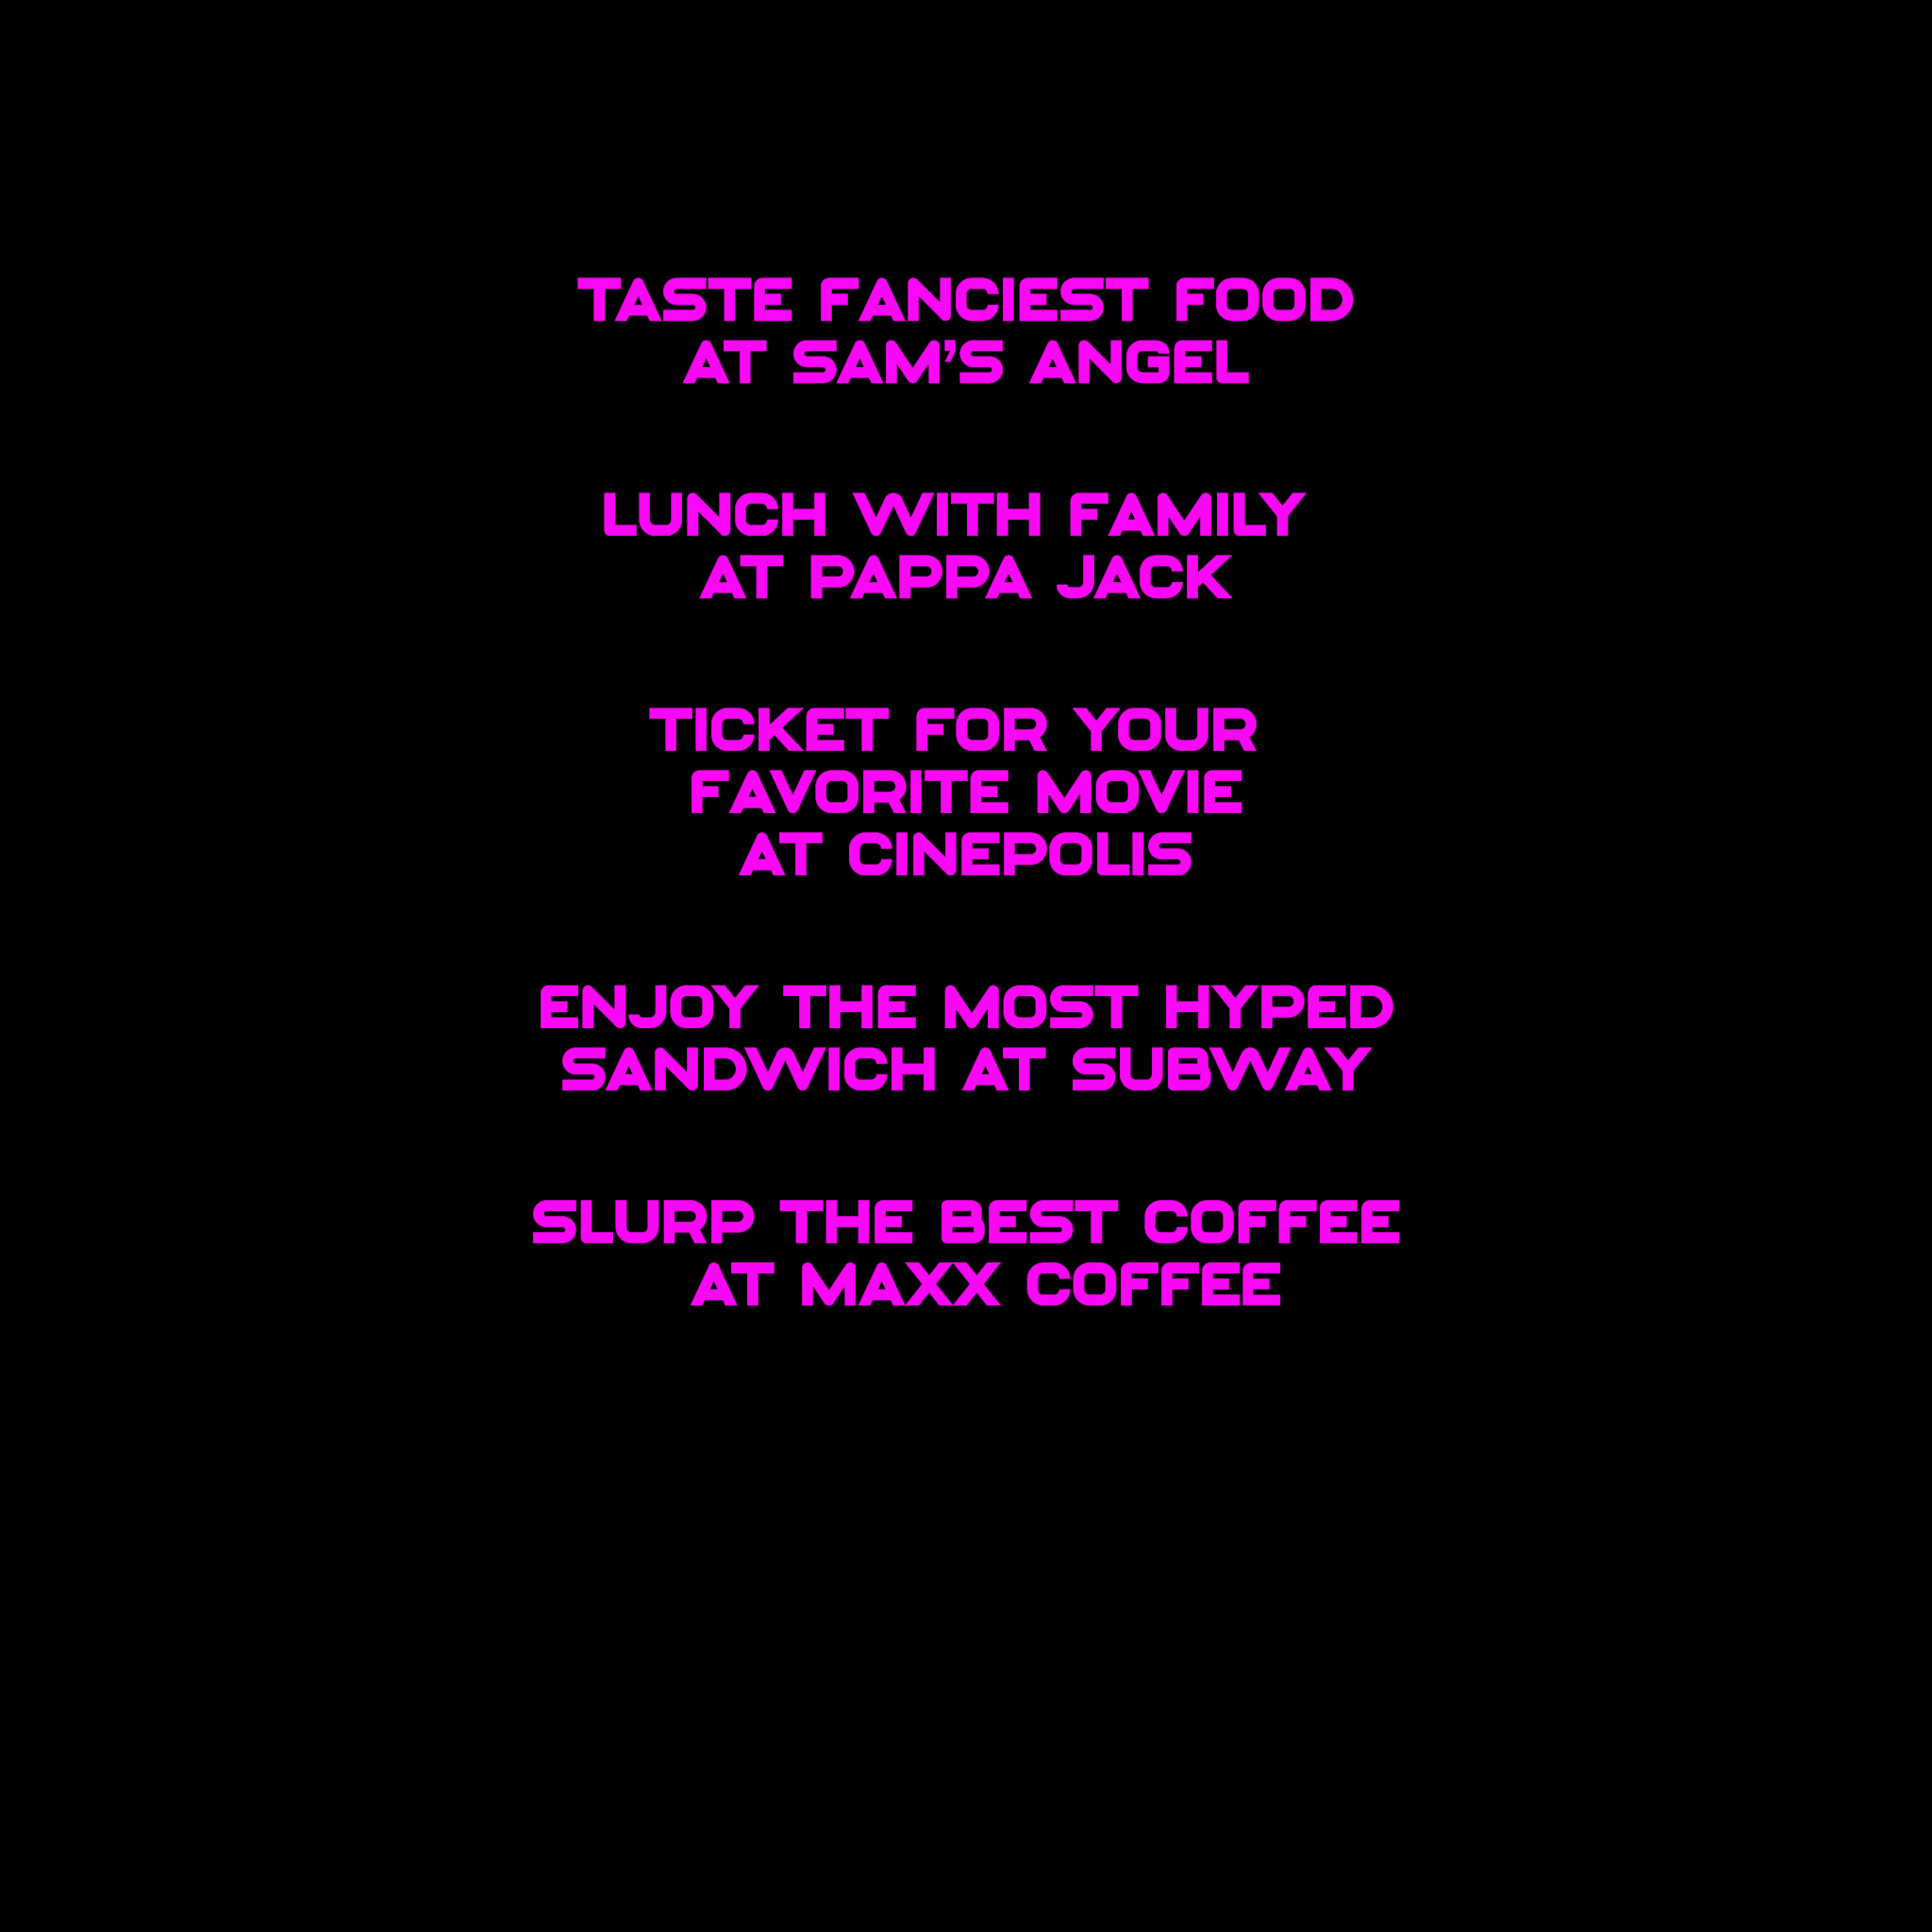 TASTE FANCIEST FOOD
AT SAM'S ANGEL
LUNCH WITH FAMILY
AT PAPPA JACK
TICKET FOR YOUR
FAVORITE MOVIE
AT CINEPOLIS
ENJOY THE MOST HYPED
SANDWICH AT SUBWAY
SLURP THE BEST COFFEE
AT MAXX COFFEE